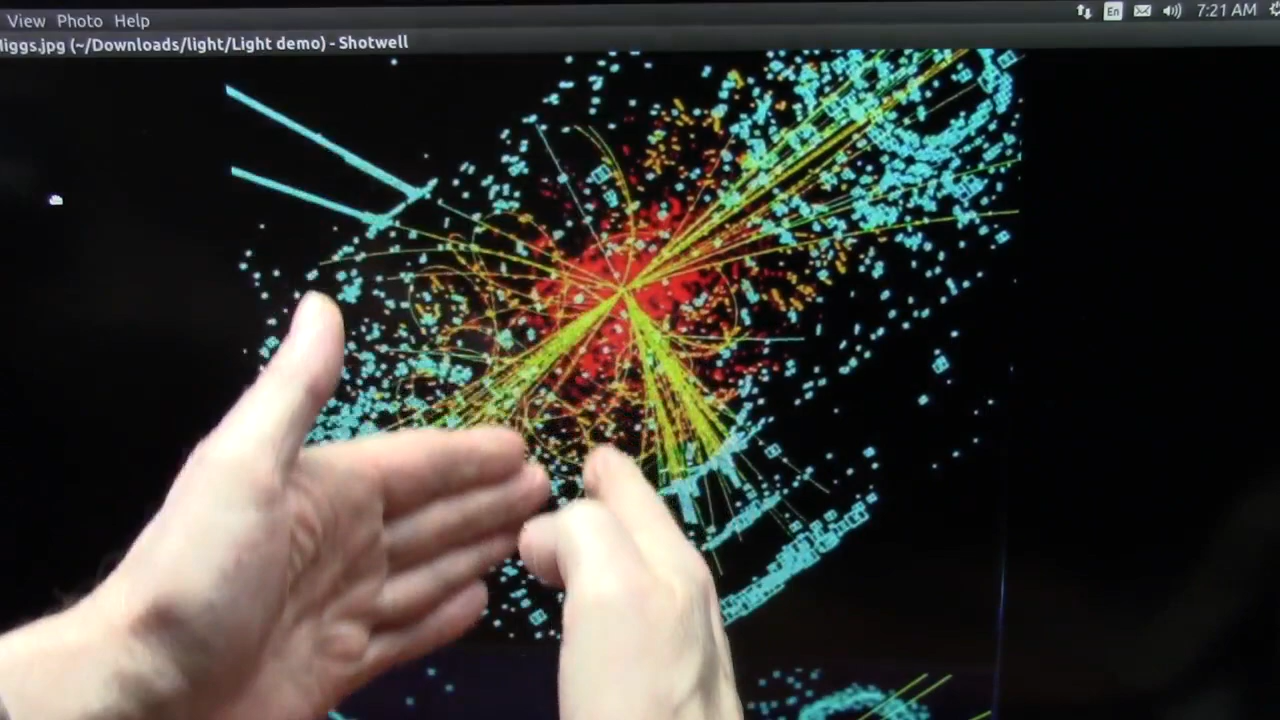 View Photo Help
En
7:21 AM
iggs.jpg (~/Downloads/light/Light demo) - Shotwell